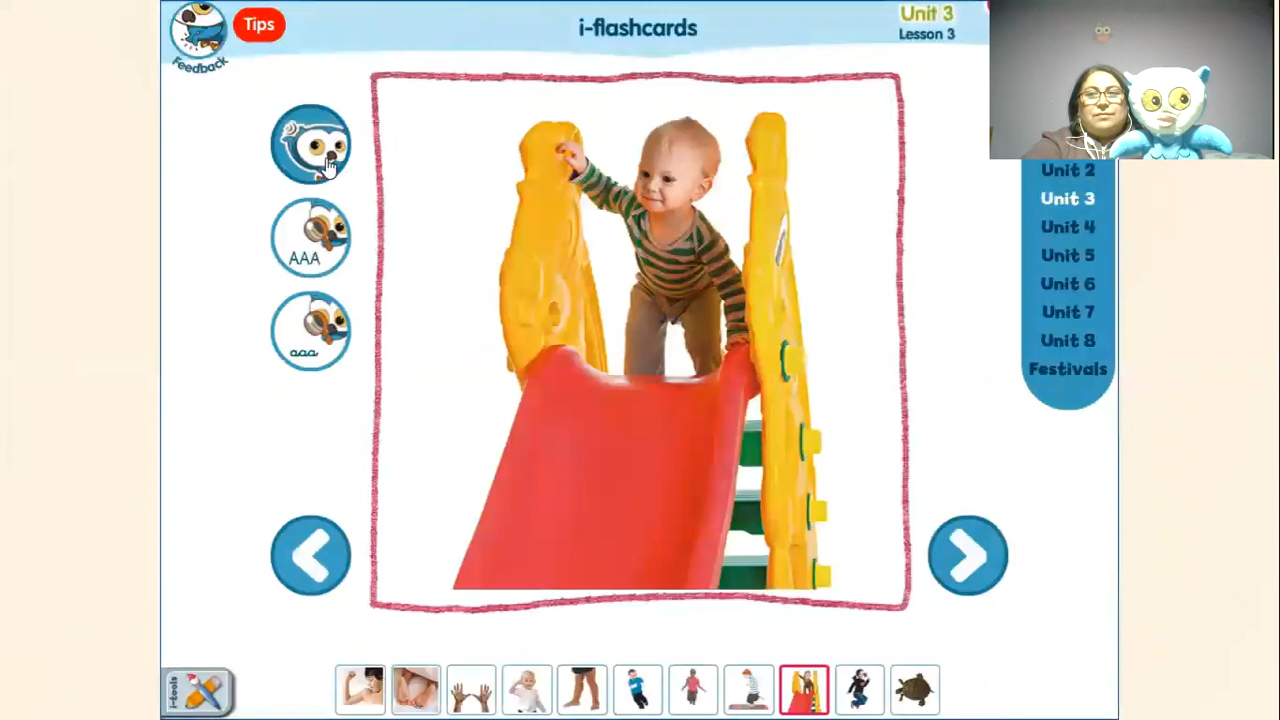 Tips
Feedback
i-flashcards
Unit 3
Lesson 3
AAA
aaa
Unit 2
Unit 3
Unit 4
Unit 5
Unit 6
Unit 7
Unit 8
Festivals
i-tools